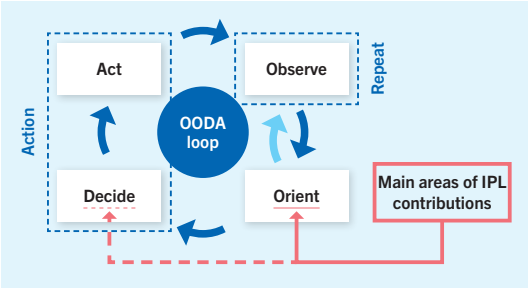 Act
Observe
Repeat
Action
OODA
loop
Decide
Orient
Main areas of IPL
contributions